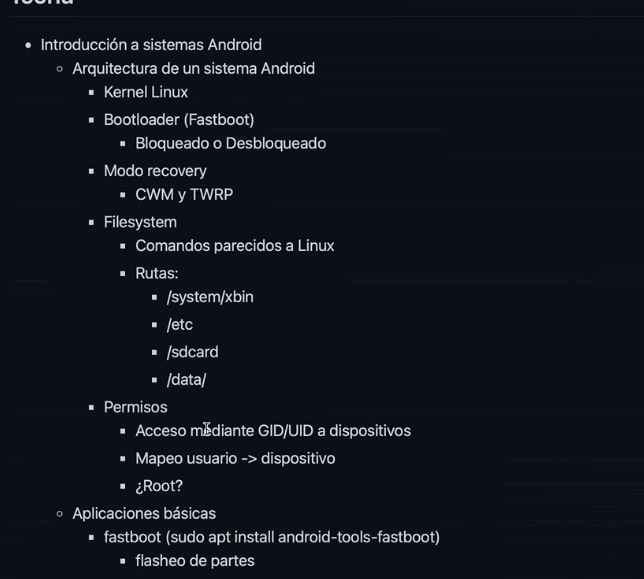 Teoría
Introducción a sistemas Android
Arquitectura de un sistema Android
Kernel Linux
Bootloader (Fastboot)
Bloqueado o Desbloqueado
Modo recovery
CWM y TWRP
Filesystem
Comandos parecidos a Linux
Rutas:
/system/xbin
/etc
/sdcard
/data/
Permisos
Acceso mediante GID/UID a dispositivos
Mapeo usuario -> dispositivo
¿Root?
Aplicaciones básicas
fastboot (sudo apt install android-tools-fastboot)
flasheo de partes